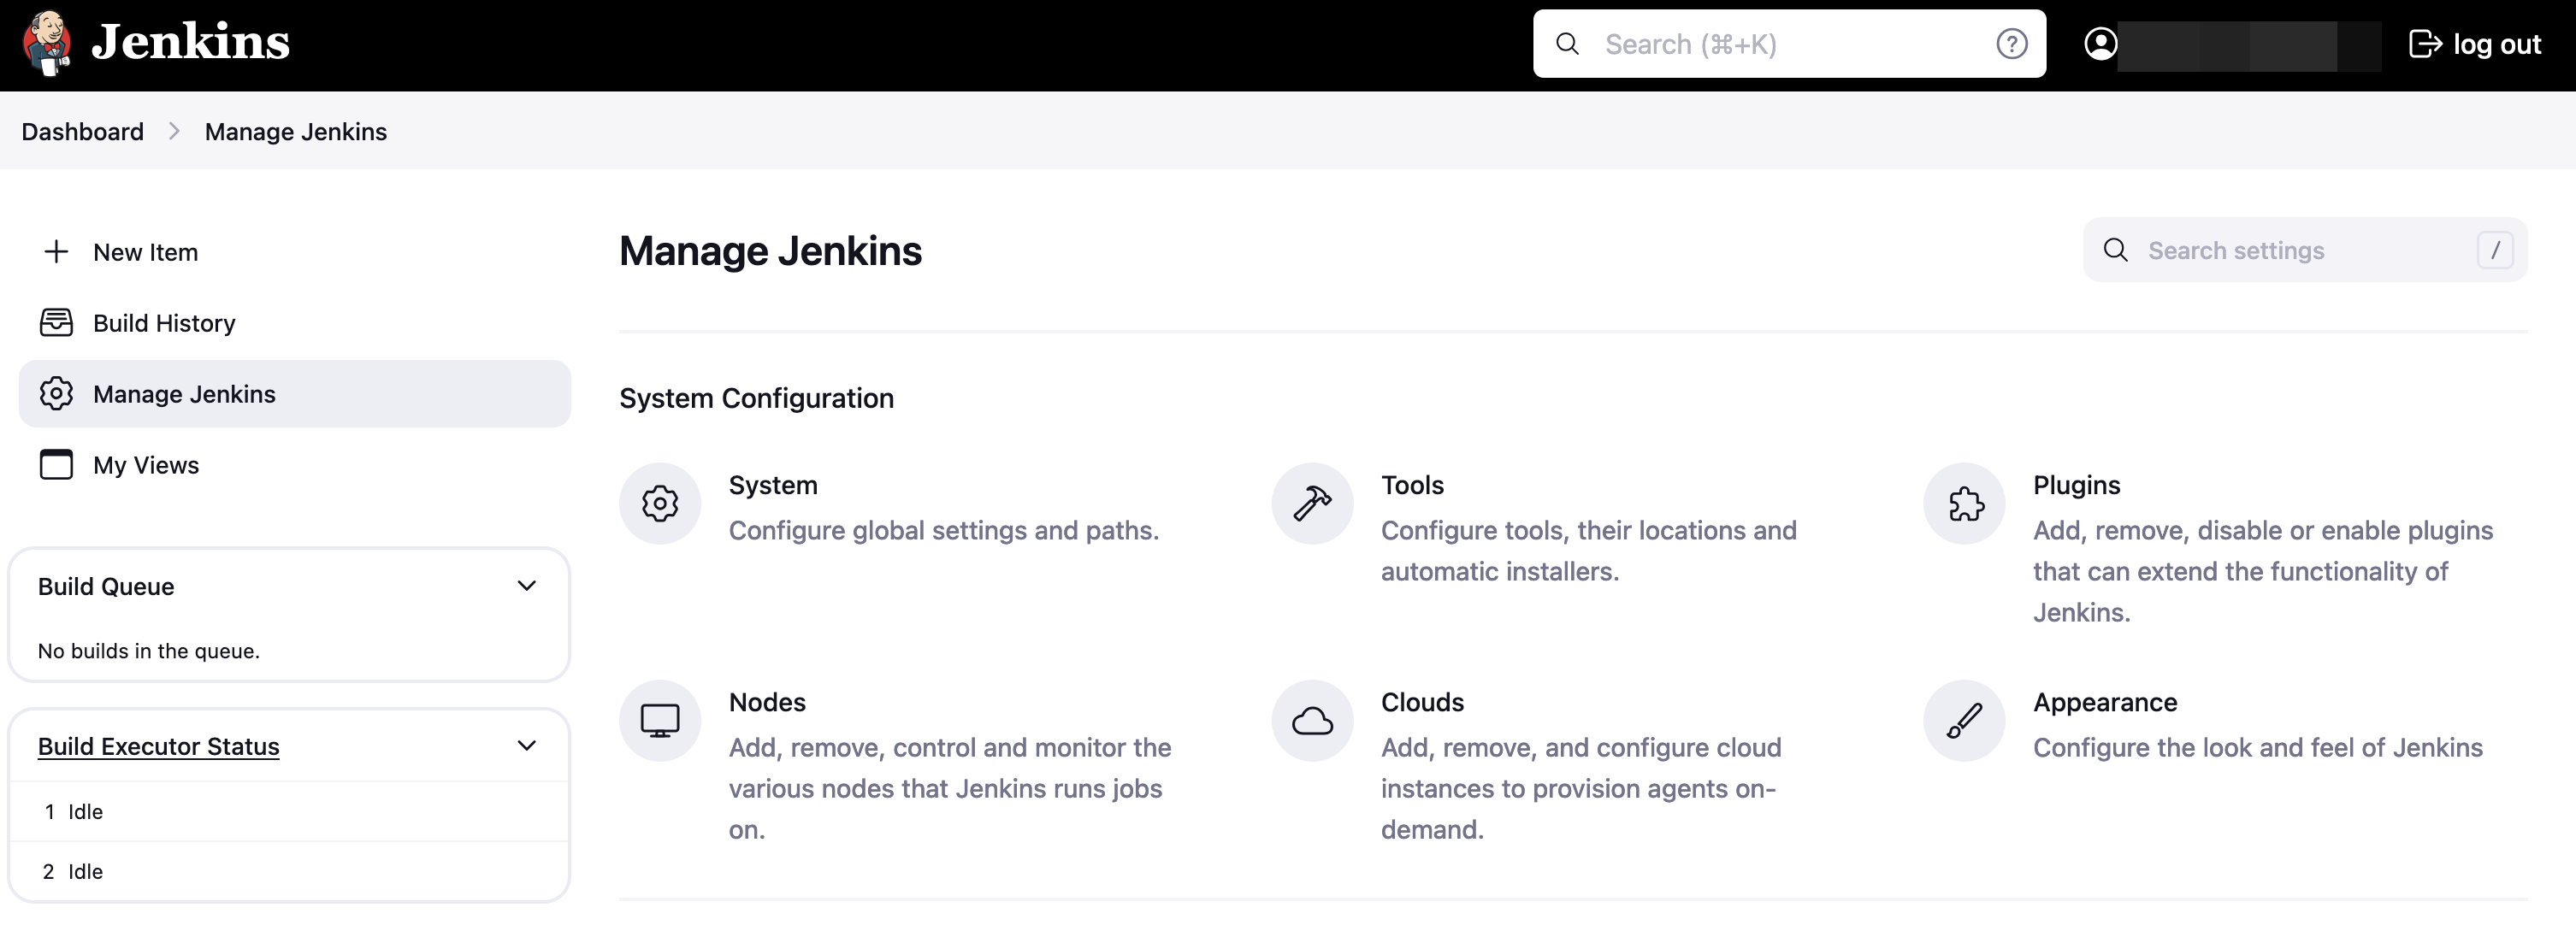 Jenkins
Search (⌘+K)
?
log out
Dashboard
Manage Jenkins
New Item
Build History
Manage Jenkins
My Views
Build Queue
No builds in the queue.
Build Executor Status
1 Idle
2 Idle
Manage Jenkins
Search settings
/
System Configuration
System
Configure global settings and paths.
Tools
Configure tools, their locations and
automatic installers.
Plugins
Add, remove, disable or enable plugins
that can extend the functionality of
Jenkins.
Nodes
Add, remove, control and monitor the
various nodes that Jenkins runs jobs
on.
Clouds
Add, remove, and configure cloud
instances to provision agents on-
demand.
Appearance
Configure the look and feel of Jenkins